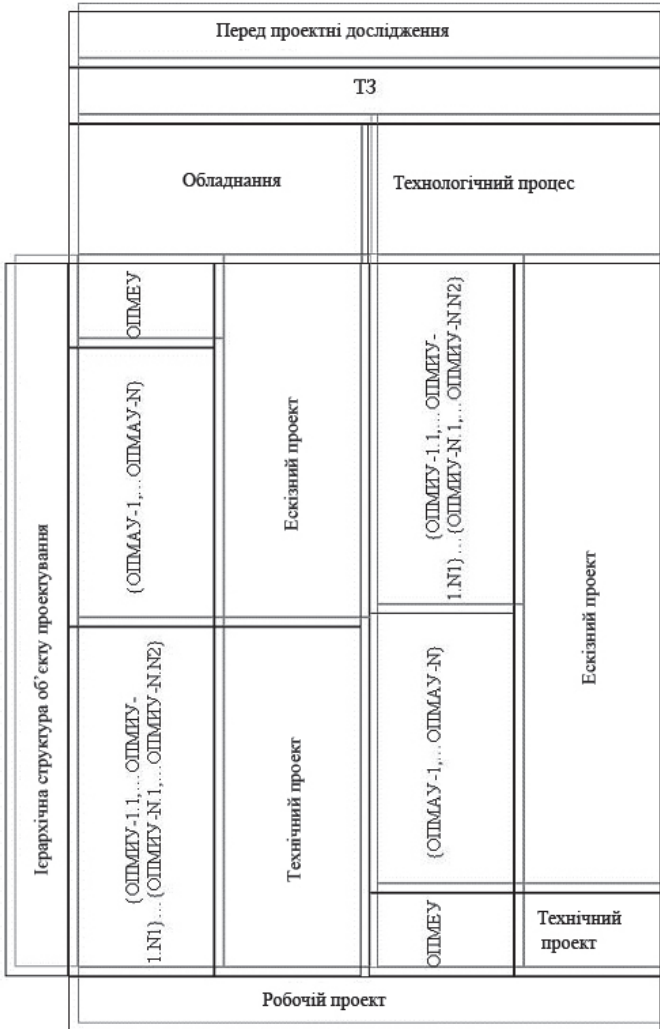 Перед проектні дослідження
ТЗ
Обладнання
Технологічний процес
Ієрархічна структура об’єкту проектування
ОПМЕУ
{ОПМАУ-1,… ОПМАУ-N}
{ОПМИУ-1.1,… ОПМИУ-
1.N1}…{ОПМИУ-N.1,… ОПМИУ-N.N2}
Ескізний проект
Технічний проект
{ОПМИУ-1.1,… ОПМИУ-
1.N1}…{ОПМИУ-N.1,… ОПМИУ-N.N2}
{ОПМАУ-1,… ОПМАУ-N}
ОПМЕУ
Ескізний проект
Технічний
проект
Робочій проект